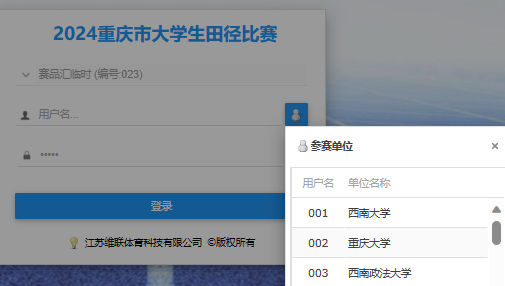 2024重庆市大学生田径比赛
赛品汇临时 (编号:023)
用户名...
•••••
登录
江苏维联体育科技有限公司 ©版权所有
参赛单位 ×
用户名 单位名称
001 西南大学
002 重庆大学
003 西南政法大学